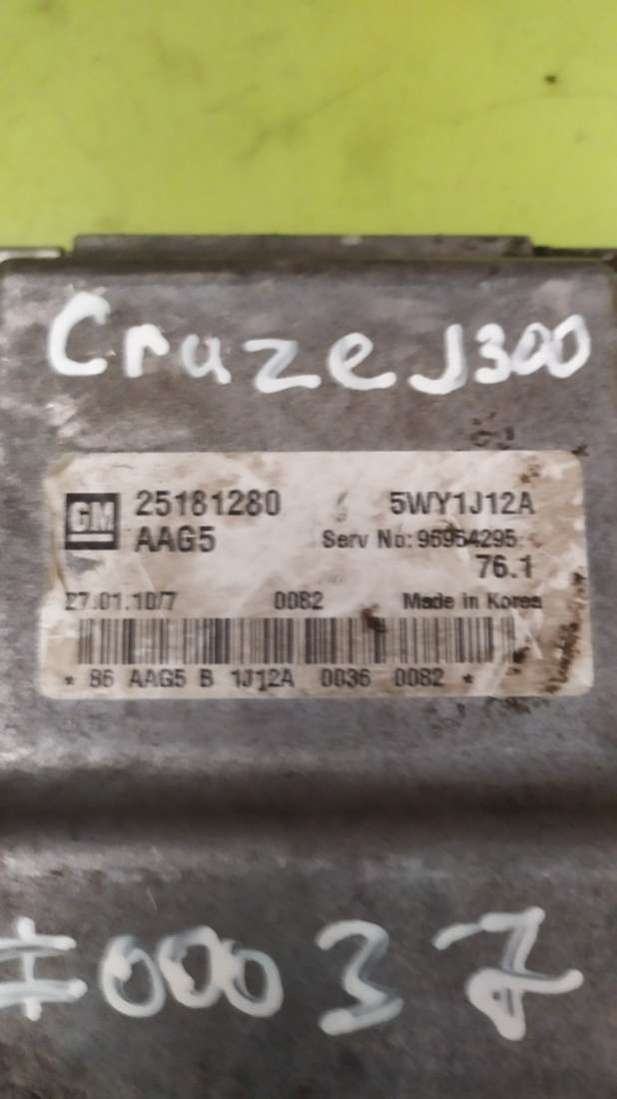 Cruze J300
GM 25181280 5WY1J12A
AAG5 Serv No: 96954295
76.1
27.01.10/7 0082 Made in Korea
* 86 AAG5 B 1J12A 0036 0082 *
#00037